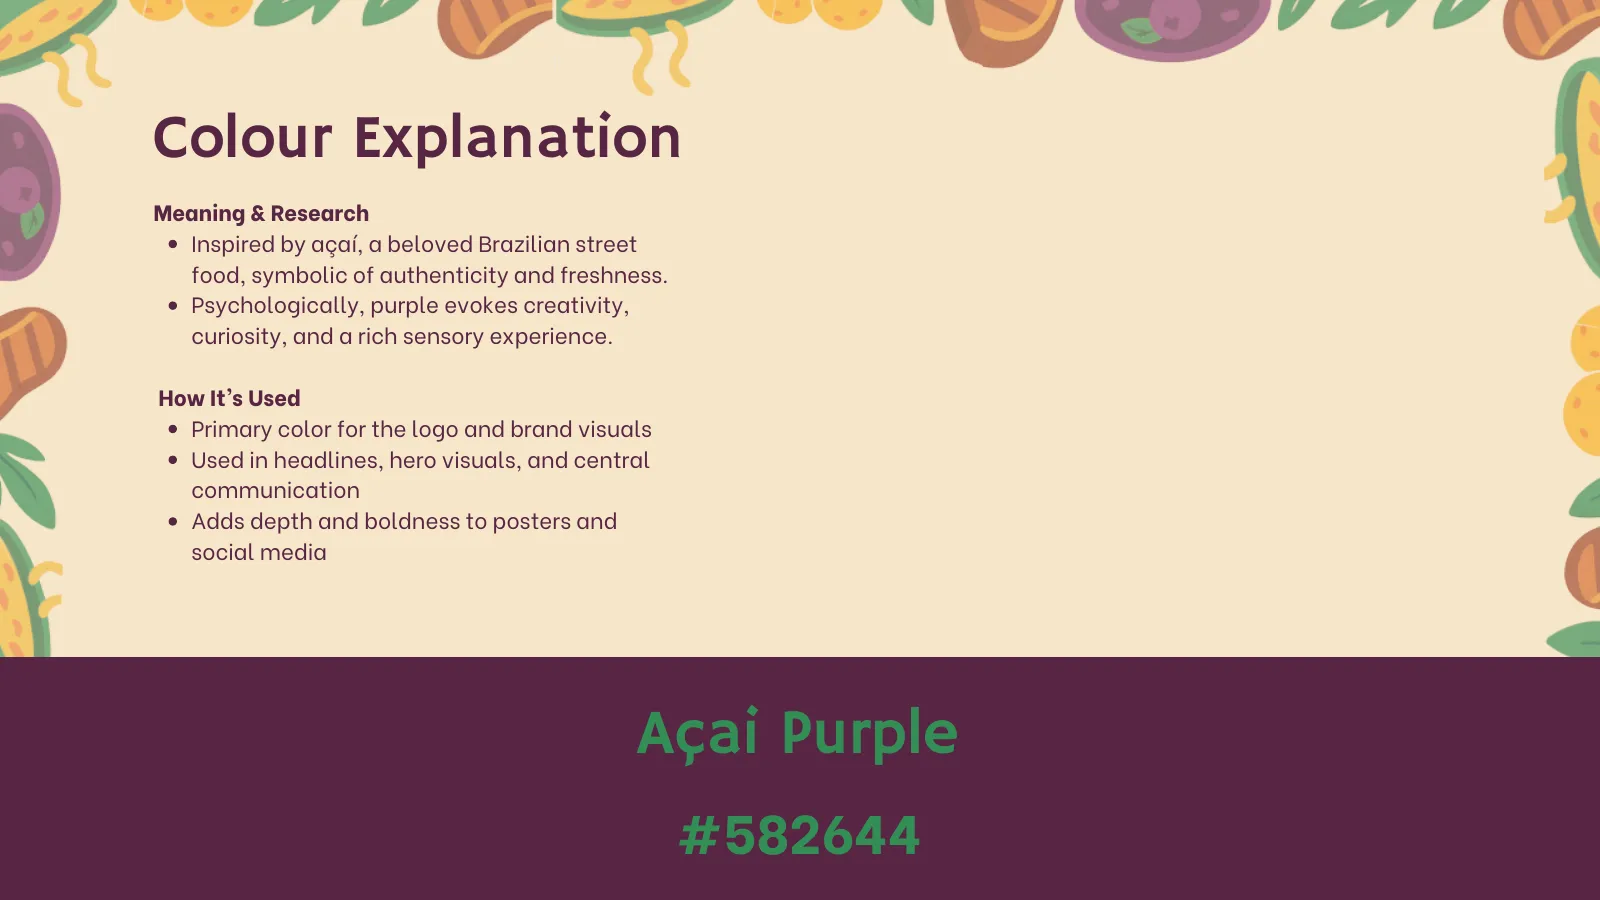 Colour Explanation
Meaning & Research
• Inspired by açaí, a beloved Brazilian street
food, symbolic of authenticity and freshness.
• Psychologically, purple evokes creativity,
curiosity, and a rich sensory experience.
How It's Used
• Primary color for the logo and brand visuals
• Used in headlines, hero visuals, and central
communication
• Adds depth and boldness to posters and
social media
Açai Purple
#582644